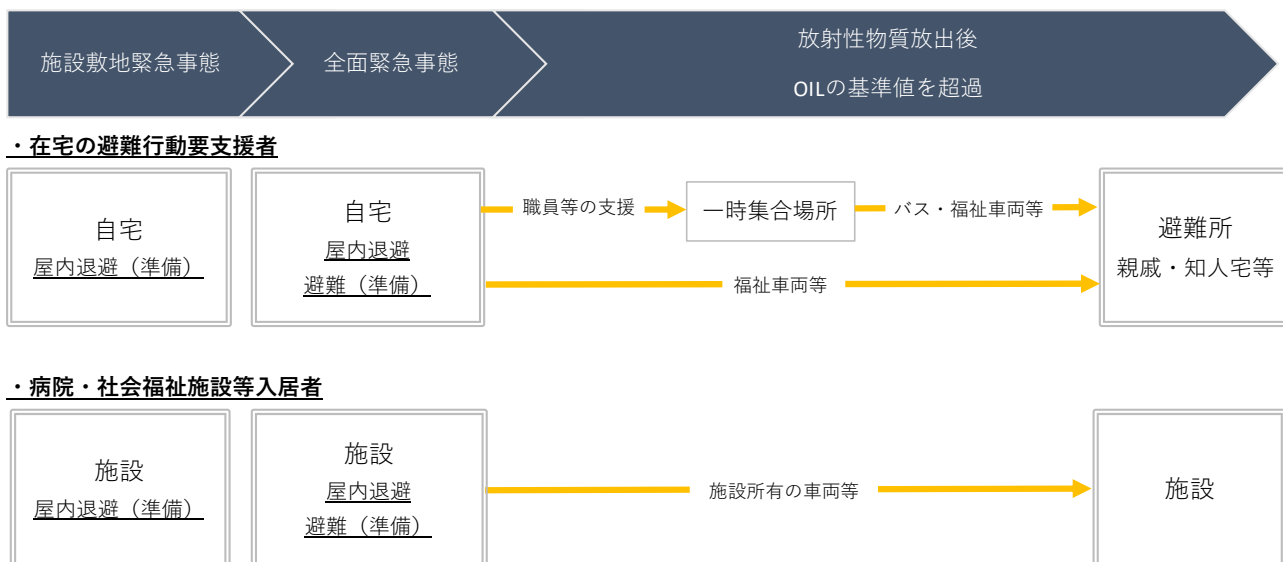 施設敷地緊急事態
全面緊急事態
放射性物質放出後
OILの基準値を超過
・在宅の避難行動要支援者
自宅
屋内退避（準備）
自宅
屋内退避
避難（準備）
職員等の支援
一時集合場所
バス・福祉車両等
福祉車両等
避難所
親戚・知人宅等
・病院・社会福祉施設等入居者
施設
屋内退避（準備）
施設
屋内退避
避難（準備）
施設所有の車両等
施設